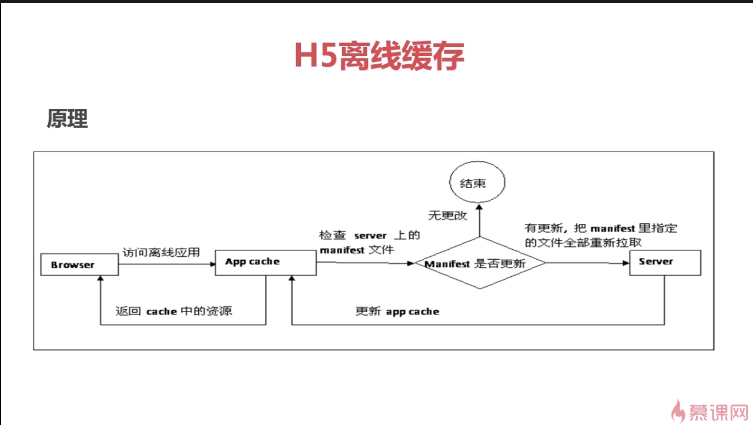 H5离线缓存
原理
结束
无更改
检查 server 上的
manifest 文件
有更新，把 manifest 里指定
的文件全部重新拉取
访问离线应用
Browser
App cache
Manifest 是否更新
Server
返回 cache 中的资源
更新 app cache
慕课网